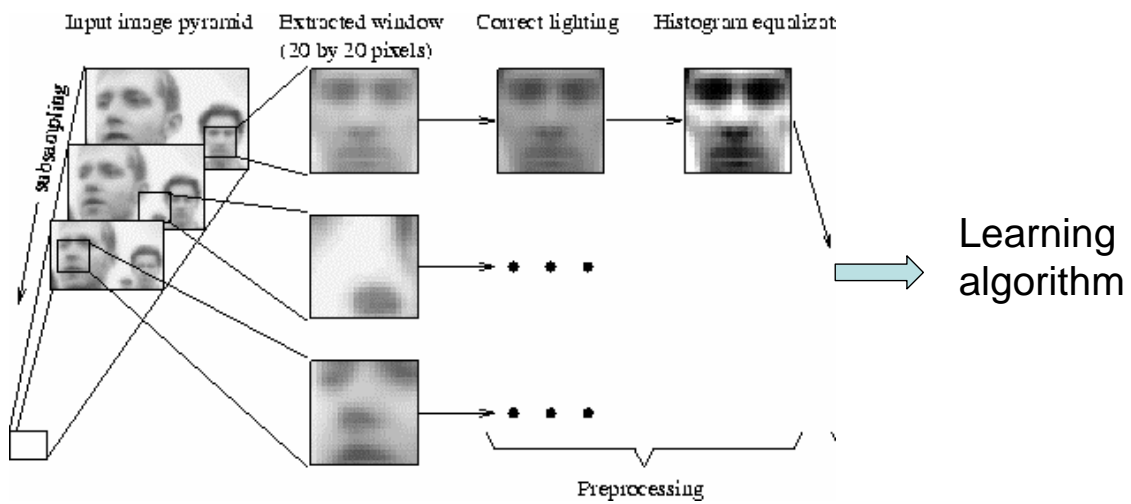 Input image pyramid
Extracted window
(20 by 20 pixels)
Correct lighting
Histogram equalizat
subsampling
Learning
algorithm
Preprocessing